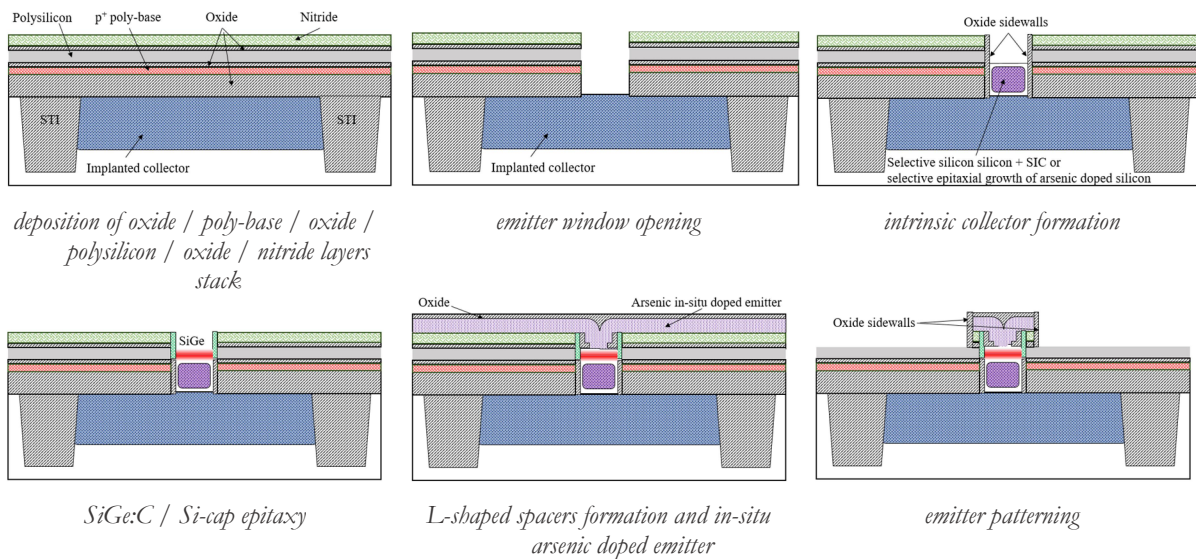 Polysilicon
p+ poly-base
Oxide
Nitride
STI
STI
Implanted collector
deposition of oxide / poly-base / oxide /
polysilicon / oxide / nitride layers
stack
Implanted collector
emitter window opening
Oxide sidewalls
Selective silicon silicon + SIC or
selective epitaxial growth of arsenic doped silicon
intrinsic collector formation
SiGe
SiGe:C / Si-cap epitaxy
Oxide
Arsenic in-situ doped emitter
L-shaped spacers formation and in-situ
arsenic doped emitter
Oxide sidewalls
emitter patterning